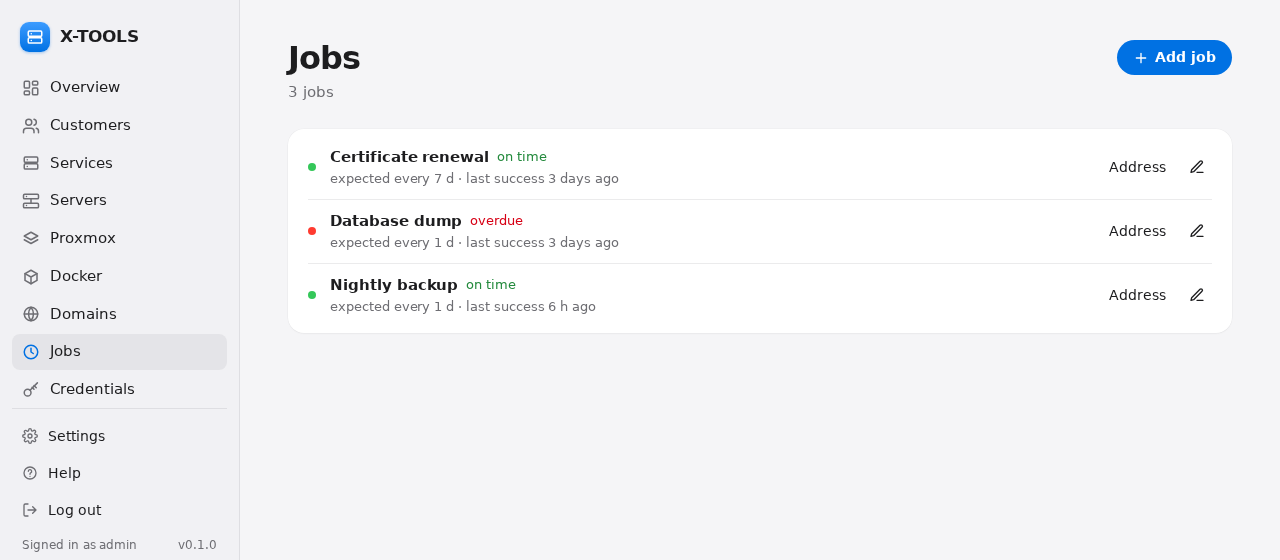 X-TOOLS
Overview
Customers
Services
Servers
Proxmox
Docker
Domains
Jobs
Credentials
Settings
Help
Log out
Signed in as admin v0.1.0
Jobs
3 jobs
Add job
Certificate renewal on time
expected every 7 d · last success 3 days ago
Address
Database dump overdue
expected every 1 d · last success 3 days ago
Address
Nightly backup on time
expected every 1 d · last success 6 h ago
Address